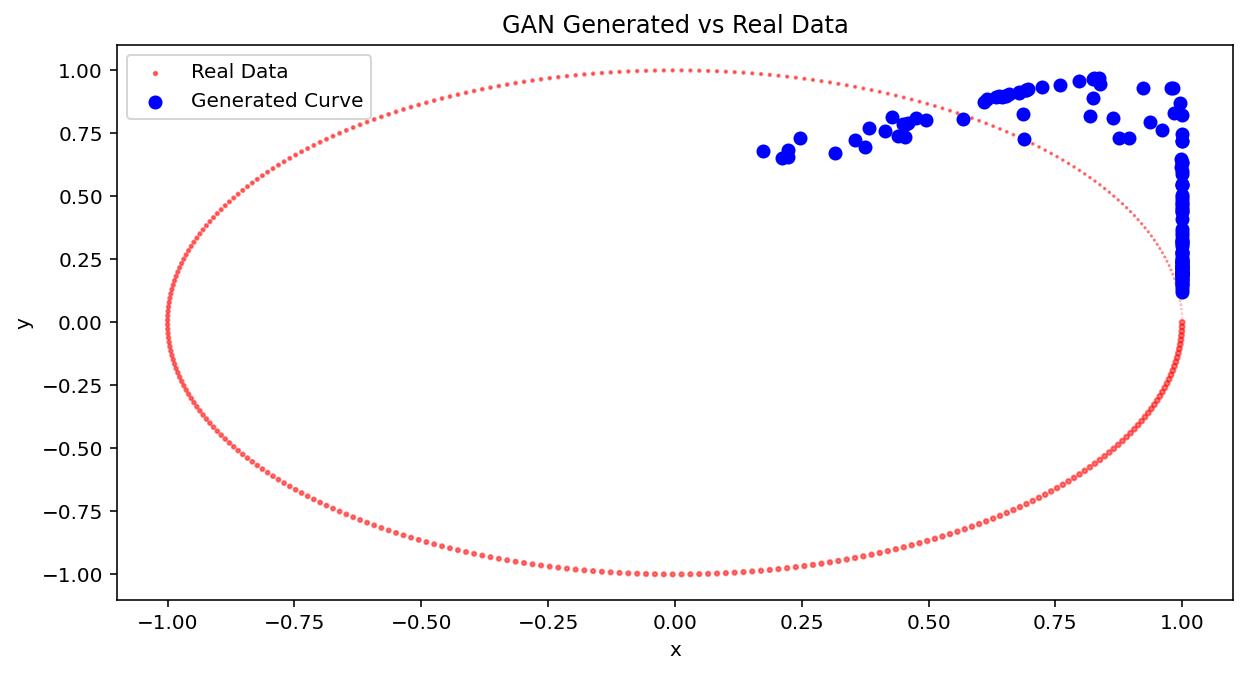 GAN Generated vs Real Data
Real Data
Generated Curve
1.00
0.75
0.50
0.25
0.00
−0.25
−0.50
−0.75
−1.00
y
−1.00 −0.75 −0.50 −0.25 0.00 0.25 0.50 0.75 1.00
x